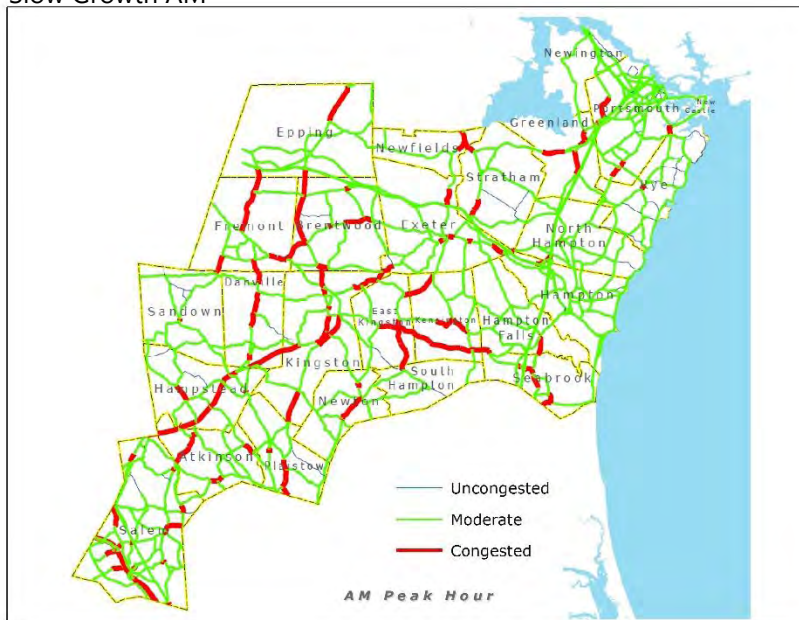 Slow Growth AM
Newington
New
Castle
Portsmouth
Greenland
Epping
Newfields
Stratham
Rye
Fremont
Brentwood
Exeter
North
Hampton
Danville
Hampton
Sandown
East
Kingston
Kensington
Hampton
Falls
Kingston
South
Hampton
Seabrook
Hampstead
Newton
Atkinson
Plaistow
Salem
Uncongested
Moderate
Congested
AM Peak Hour